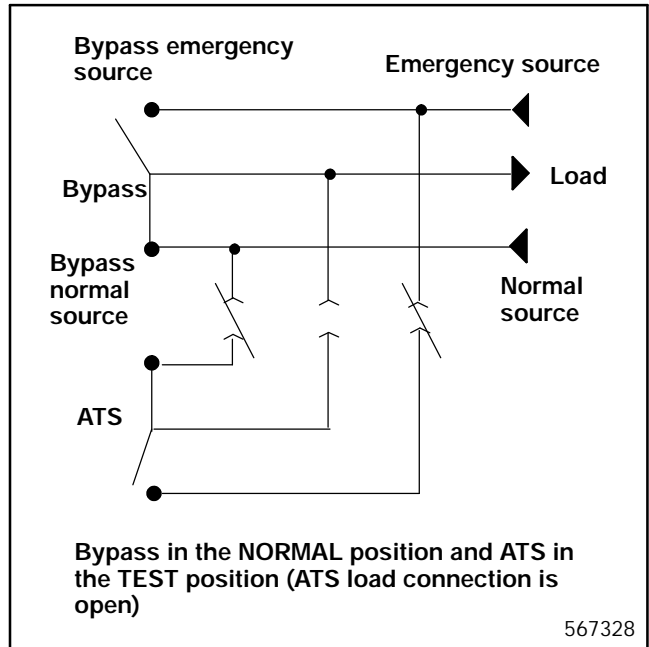 Bypass emergency
source
Emergency source
Bypass
Load
Bypass
normal
source
Normal
source
ATS
Bypass in the NORMAL position and ATS in
the TEST position (ATS load connection is
open)
567328